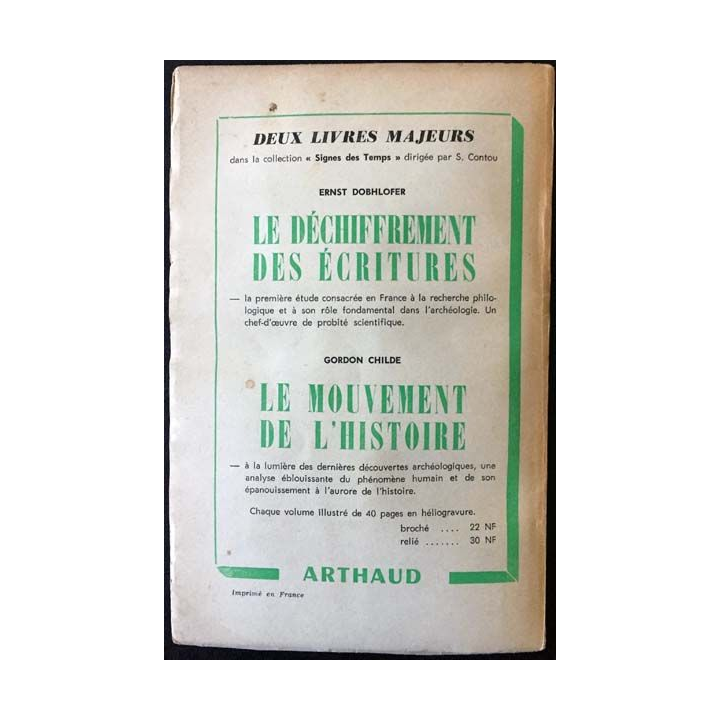 DEUX LIVRES MAJEURS
dans la collection « Signes des Temps » dirigée par S. Contou
ERNST DOBHLOFER
LE DÉCHIFFREMENT
DES ÉCRITURES
— la première étude consacrée en France à la recherche philo-
logique et à son rôle fondamental dans l'archéologie. Un
chef-d'œuvre de probité scientifique.
GORDON CHILDE
LE MOUVEMENT
DE L'HISTOIRE
— à la lumière des dernières découvertes archéologiques, une
analyse éblouissante du phénomène humain et de son
épanouissement à l'aurore de l'histoire.
Chaque volume illustré de 40 pages en héliogravure.
broché .... 22 NF
relié ....... 30 NF
ARTHAUD
Imprimé en France